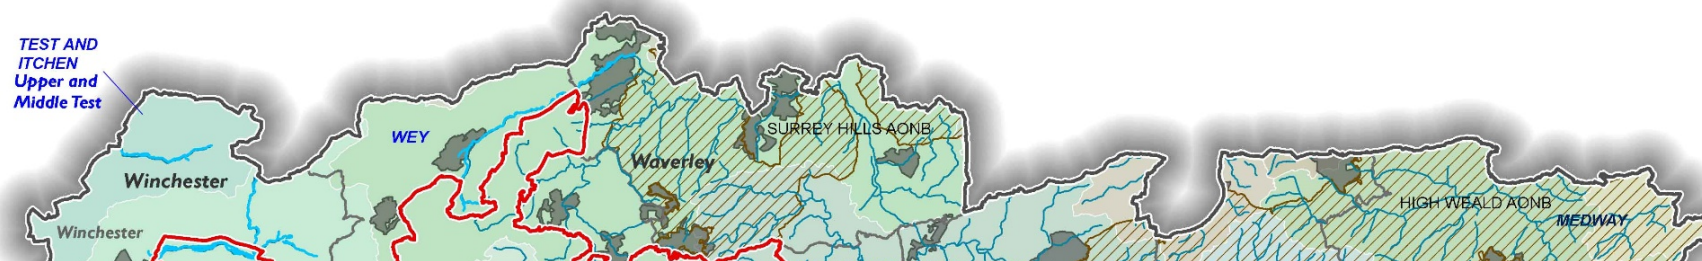 TEST AND
ITCHEN
Upper and
Middle Test
WEY
SURREY HILLS AONB
Waverley
Winchester
HIGH WEALD AONB
MEDWAY
Winchester